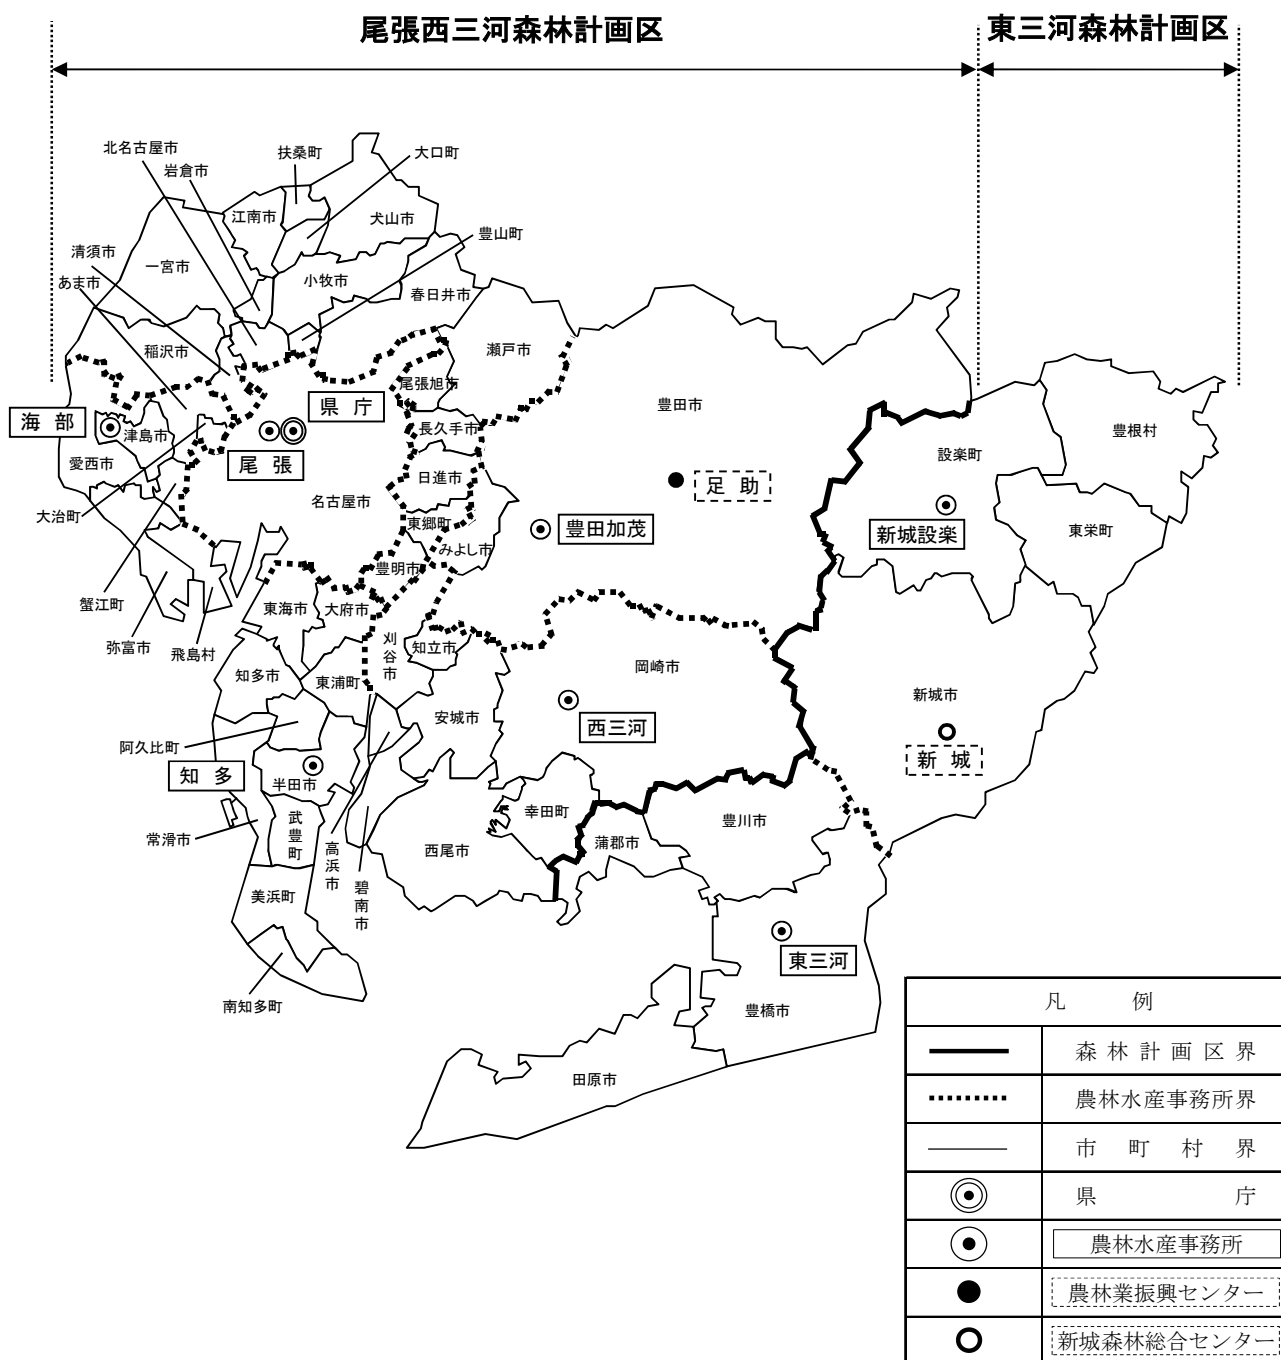 尾張西三河森林計画区
東三河森林計画区
北名古屋市
岩倉市
扶桑町
大口町
江南市
犬山市
豊山町
清須市
あま市
一宮市
小牧市
春日井市
稲沢市
瀬戸市
尾張旭市
豊田市
県 庁
海 部
津島市
長久手市
豊根村
愛西市
尾 張
日進市
設楽町
足 助
大治町
名古屋市
東郷町
豊田加茂
新城設楽
東栄町
みよし市
豊明市
蟹江町
東海市
大府市
弥富市
飛島村
刈谷市
知立市
岡崎市
知多市
東浦町
新城市
安城市
西三河
阿久比町
新 城
知 多
半田市
幸田町
豊川市
常滑市
武豊町
高浜市
西尾市
蒲郡市
碧南市
美浜町
東三河
南知多町
豊橋市
田原市
凡 例
森林計画区界
農林水産事務所界
市町村界
県 庁
農林水産事務所
農林業振興センター
新城森林総合センター